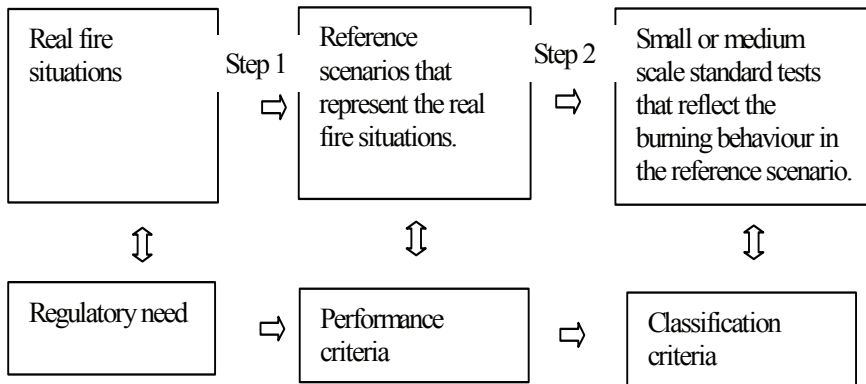 Real fire
situations
Step 1
Reference
scenarios that
represent the real
fire situations.
Step 2
Small or medium
scale standard tests
that reflect the
burning behaviour in
the reference scenario.
Regulatory need
Performance
criteria
Classification
criteria